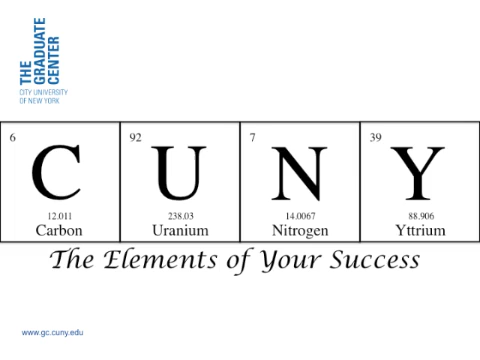 THE
GRADUATE
CENTER
CITY UNIVERSITY
OF NEW YORK
6 92 7 39
C U N Y
12.011 238.03 14.0067 88.906
Carbon Uranium Nitrogen Yttrium
The Elements of Your Success
www.gc.cuny.edu